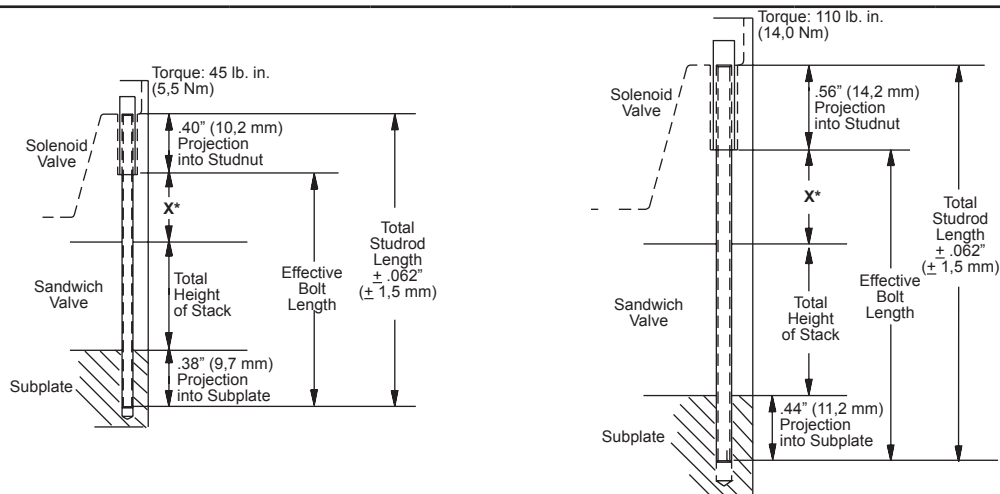 Torque: 45 lb. in.
(5,5 Nm)
Solenoid
Valve
.40" (10,2 mm)
Projection
into Studnut
X*
Total
Studrod
Length
± .062"
(± 1,5 mm)
Effective
Bolt
Length
Sandwich
Valve
Total
Height
of Stack
Subplate
.38" (9,7 mm)
Projection
into Subplate
Torque: 110 lb. in.
(14,0 Nm)
Solenoid
Valve
.56" (14,2 mm)
Projection
into Studnut
X*
Total
Studrod
Length
± .062"
(± 1,5 mm)
Effective
Bolt
Length
Sandwich
Valve
Total
Height
of Stack
Subplate
.44" (11,2 mm)
Projection
into Subplate